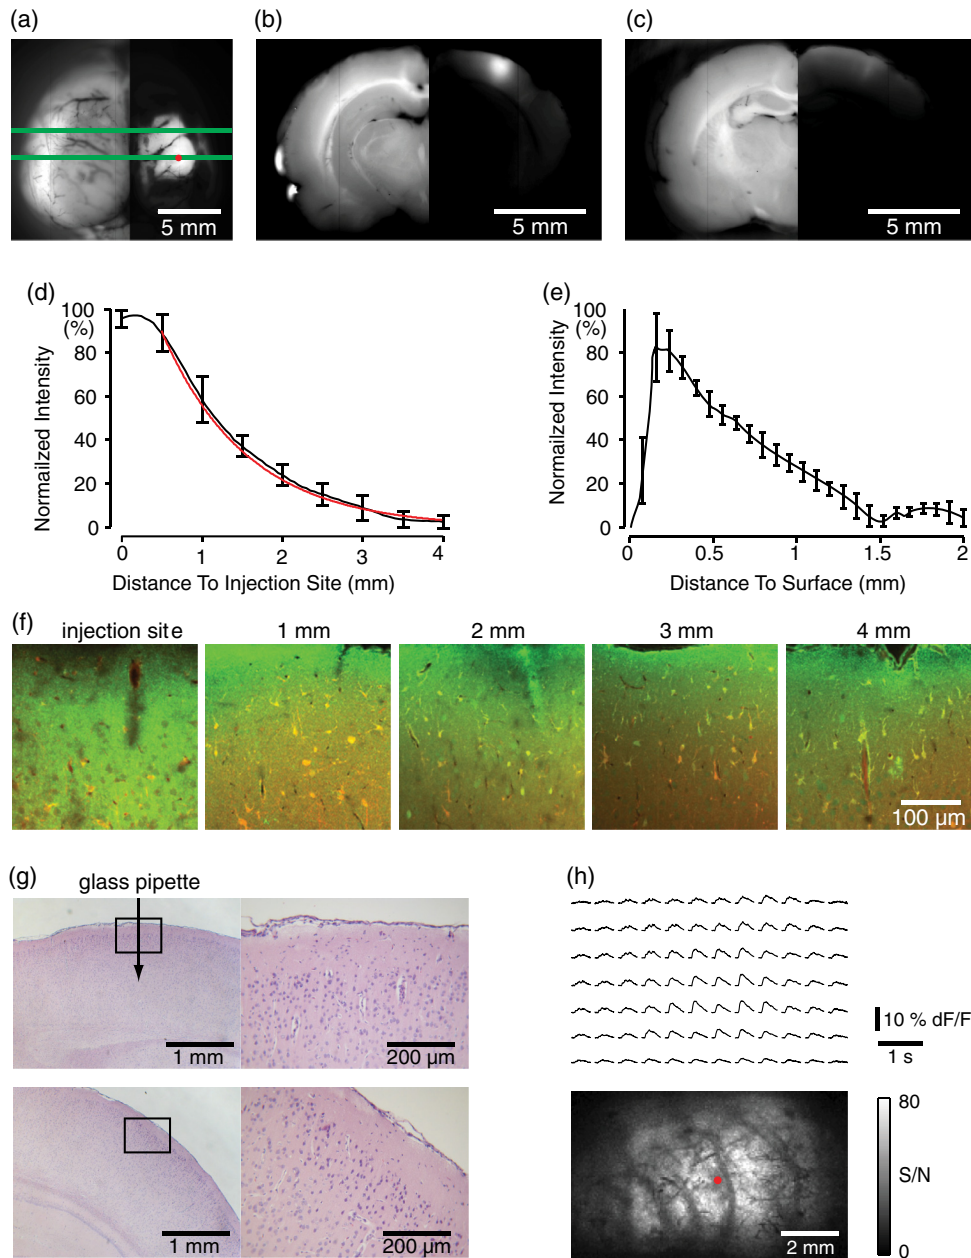 (a)
5 mm
(b)
5 mm
(c)
5 mm
(d)
Normailzed Intensity
100
(%)
80
60
40
20
0
0 1 2 3 4
Distance To Injection Site (mm)
(e)
Normailzed Intensity
100
(%)
80
60
40
20
0
0 0.5 1 1.5 2
Distance To Surface (mm)
(f)
injection site 1 mm 2 mm 3 mm 4 mm
100 µm
(g)
glass pipette
1 mm
200 µm
1 mm
200 µm
(h)
10 % dF/F
1 s
80
S/N
0
2 mm